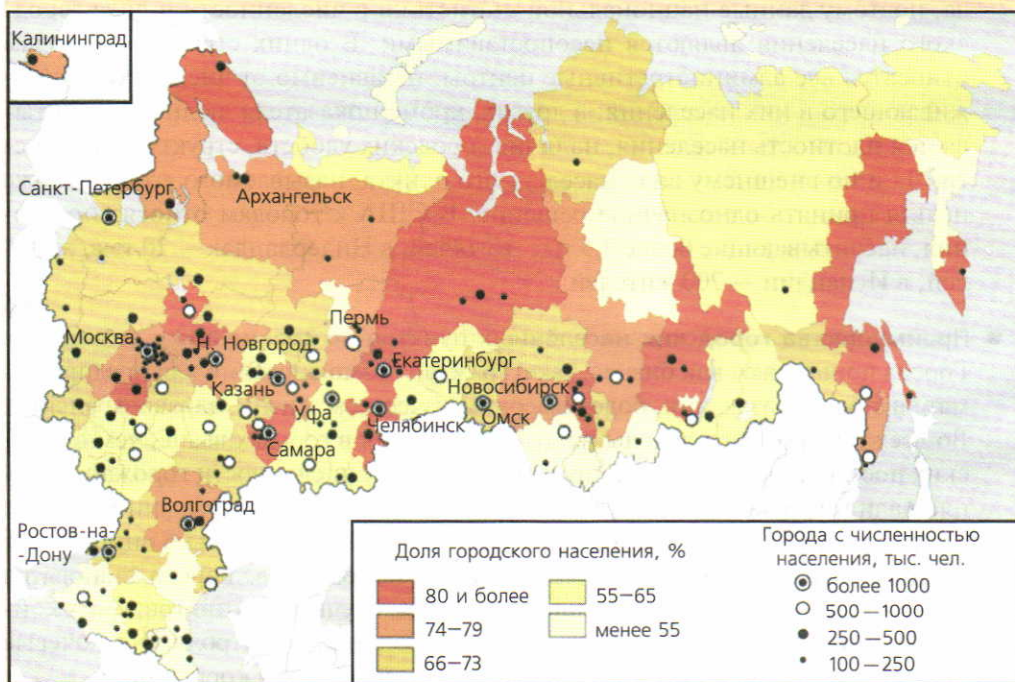 Калининград
Санкт-Петербург
Архангельск
Москва
Н. Новгород
Пермь
Казань
Екатеринбург
Уфа
Новосибирск
Омск
Челябинск
Самара
Волгоград
Ростов-на-
-Дону
Доля городского населения, %
80 и более
74—79
66—73
55—65
менее 55
Города с численностью
населения, тыс. чел.
более 1000
500—1000
250—500
100—250